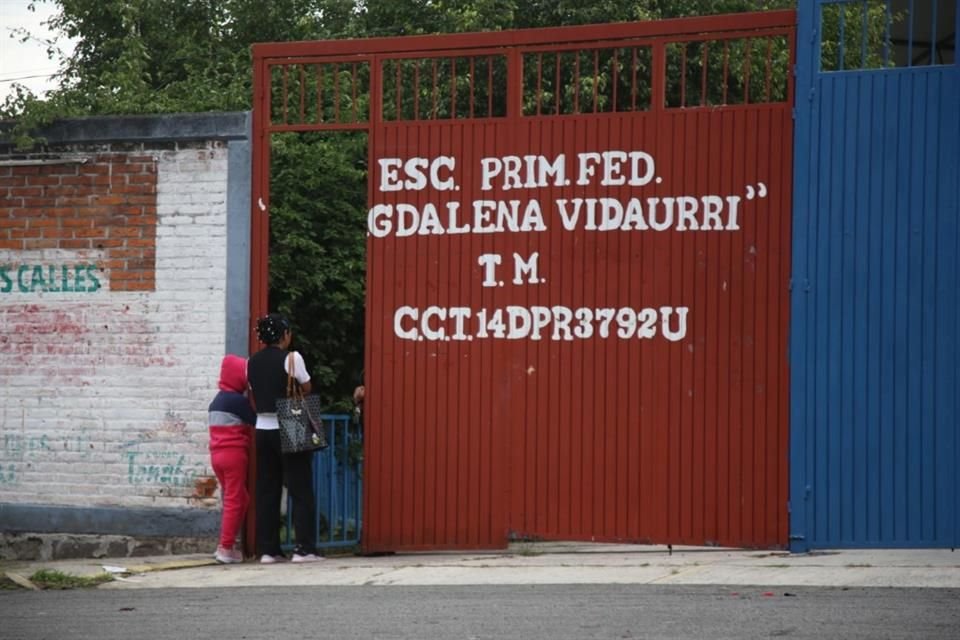 ESC. PRIM. FED.
GDALENA VIDAURRI"
T. M.
C.C.T. 14DPR3792U
S CALLES